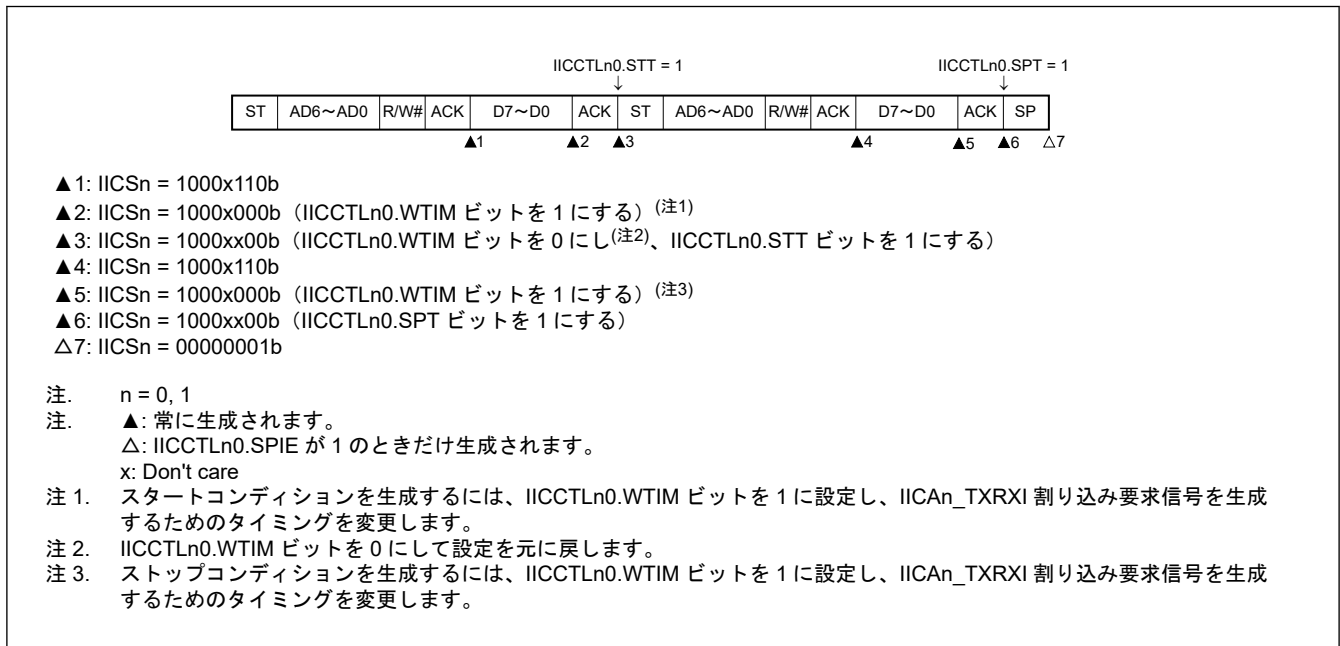 IICCTLn0.STT = 1 IICCTLn0.SPT = 1
↓ ↓
ST AD6～AD0 R/W# ACK D7～D0 ACK ST AD6～AD0 R/W# ACK D7～D0 ACK SP
▲1 ▲2 ▲3 ▲4 ▲5 ▲6 △7
▲1: IICSn = 1000x110b
▲2: IICSn = 1000x000b（IICCTLn0.WTIM ビットを 1 にする）(注1)
▲3: IICSn = 1000xx00b（IICCTLn0.WTIM ビットを 0 にし(注2)、IICCTLn0.STT ビットを 1 にする）
▲4: IICSn = 1000x110b
▲5: IICSn = 1000x000b（IICCTLn0.WTIM ビットを 1 にする）(注3)
▲6: IICSn = 1000xx00b（IICCTLn0.SPT ビットを 1 にする）
△7: IICSn = 00000001b
注. n = 0, 1
注. ▲: 常に生成されます。
△: IICCTLn0.SPIE が 1 のときだけ生成されます。
x: Don't care
注 1. スタートコンディションを生成するには、IICCTLn0.WTIM ビットを 1 に設定し、IICAn_TXRXI 割り込み要求信号を生成
するためのタイミングを変更します。
注 2. IICCTLn0.WTIM ビットを 0 にして設定を元に戻します。
注 3. ストップコンディションを生成するには、IICCTLn0.WTIM ビットを 1 に設定し、IICAn_TXRXI 割り込み要求信号を生成
するためのタイミングを変更します。